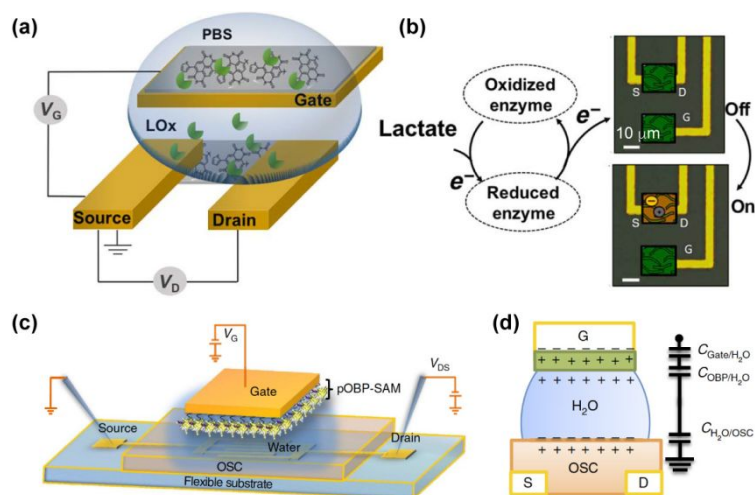 (a)
PBS
V_G
Gate
LOx
Source
Drain
V_D
(b)
Oxidized
enzyme
Lactate
e⁻
Reduced
enzyme
e⁻
S
D
10 µm
G
Off
On
S
D
G
(c)
V_G
V_DS
Gate
pOBP-SAM
Source
Water
Drain
OSC
Flexible substrate
(d)
G
− − − − − −
+ + + + + +
+ + + + + +
H₂O
− − − − − −
+ + + + + +
OSC
S
D
C_Gate/H₂O
C_OBP/H₂O
C_H₂O/OSC